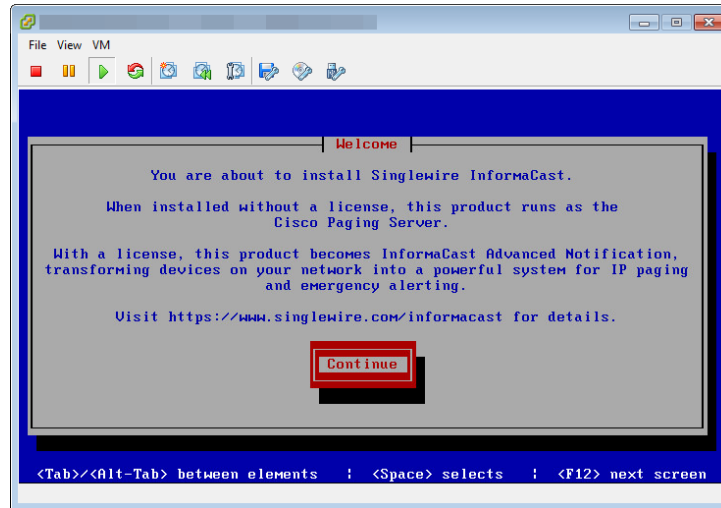 File View VM
Welcome
You are about to install Singlewire InformaCast.
When installed without a license, this product runs as the
Cisco Paging Server.
With a license, this product becomes InformaCast Advanced Notification,
transforming devices on your network into a powerful system for IP paging
and emergency alerting.
Visit https://www.singlewire.com/informacast for details.
Continue
<Tab>/<Alt-Tab> between elements ¦ <Space> selects ¦ <F12> next screen